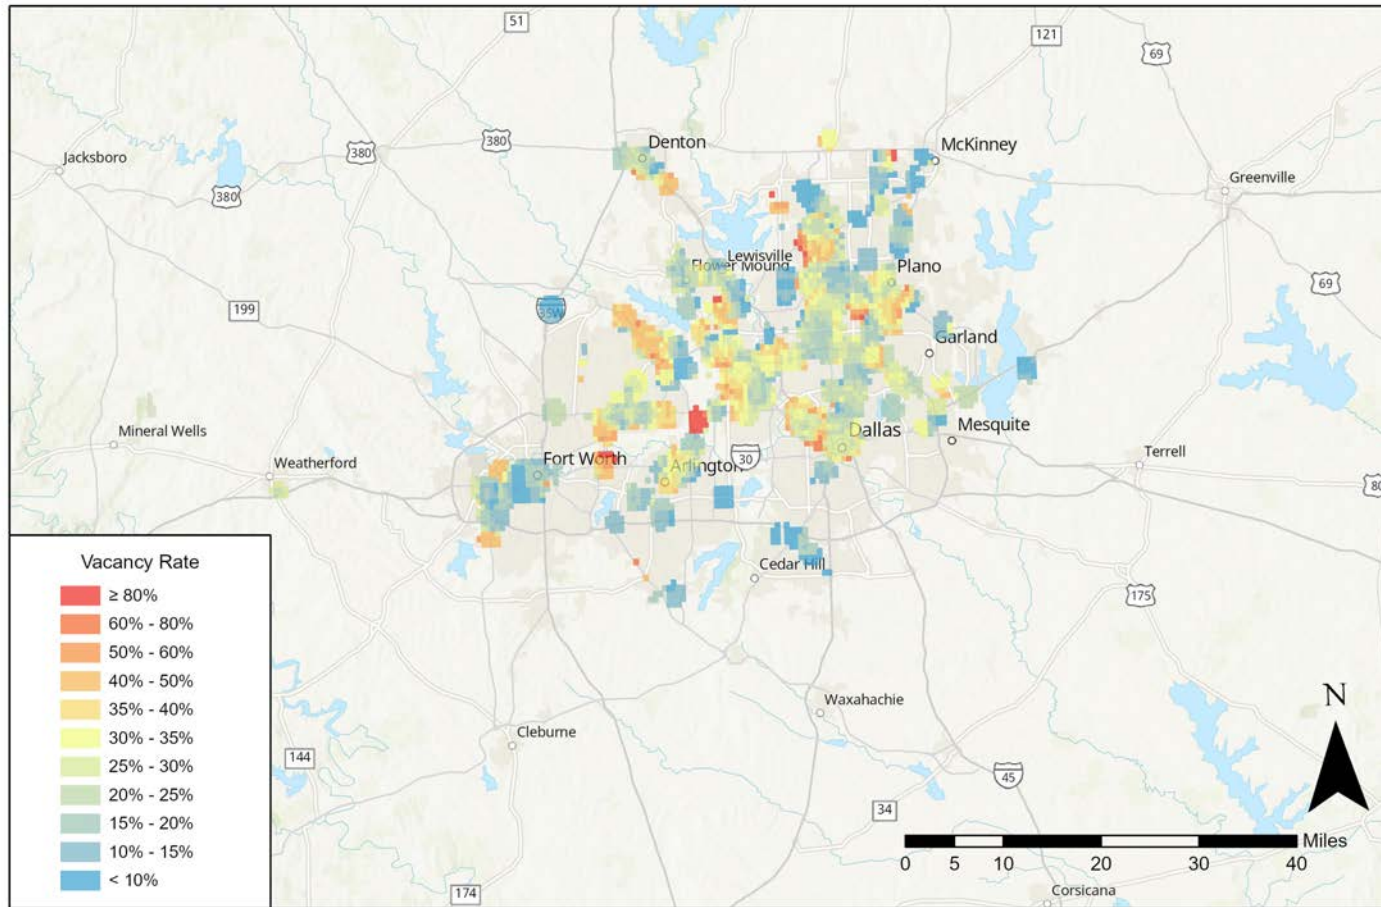 51
121
69
Denton
McKinney
380
380
Jacksboro
Greenville
380
Lewisville
Flower Mound
Plano
69
199
35W
Garland
Mineral Wells
Dallas
Mesquite
30
Fort Worth
Arlington
Terrell
Weatherford
80
Vacancy Rate
≥ 80%
60% - 80%
50% - 60%
40% - 50%
35% - 40%
30% - 35%
25% - 30%
20% - 25%
15% - 20%
10% - 15%
< 10%
Cedar Hill
175
Waxahachie
N
Cleburne
144
45
34
Miles
0 5 10 20 30 40
174
Corsicana